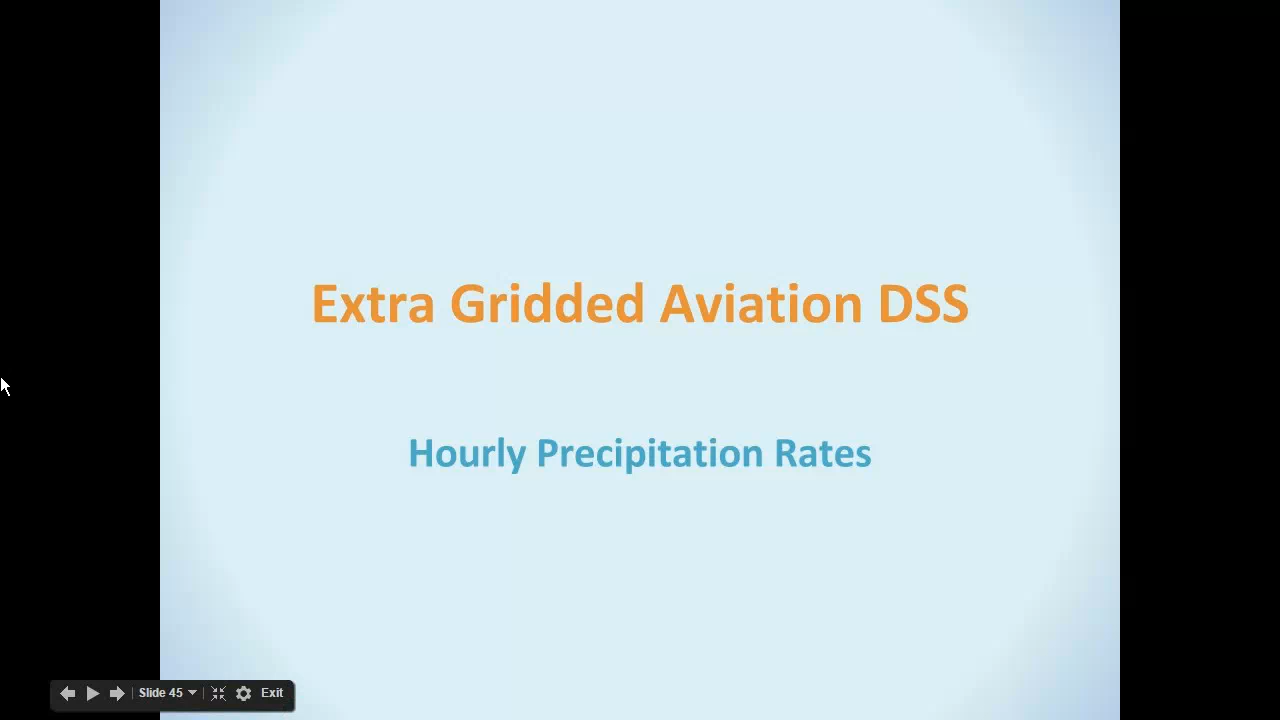 Extra Gridded Aviation DSS
Hourly Precipitation Rates
Slide 45
Exit